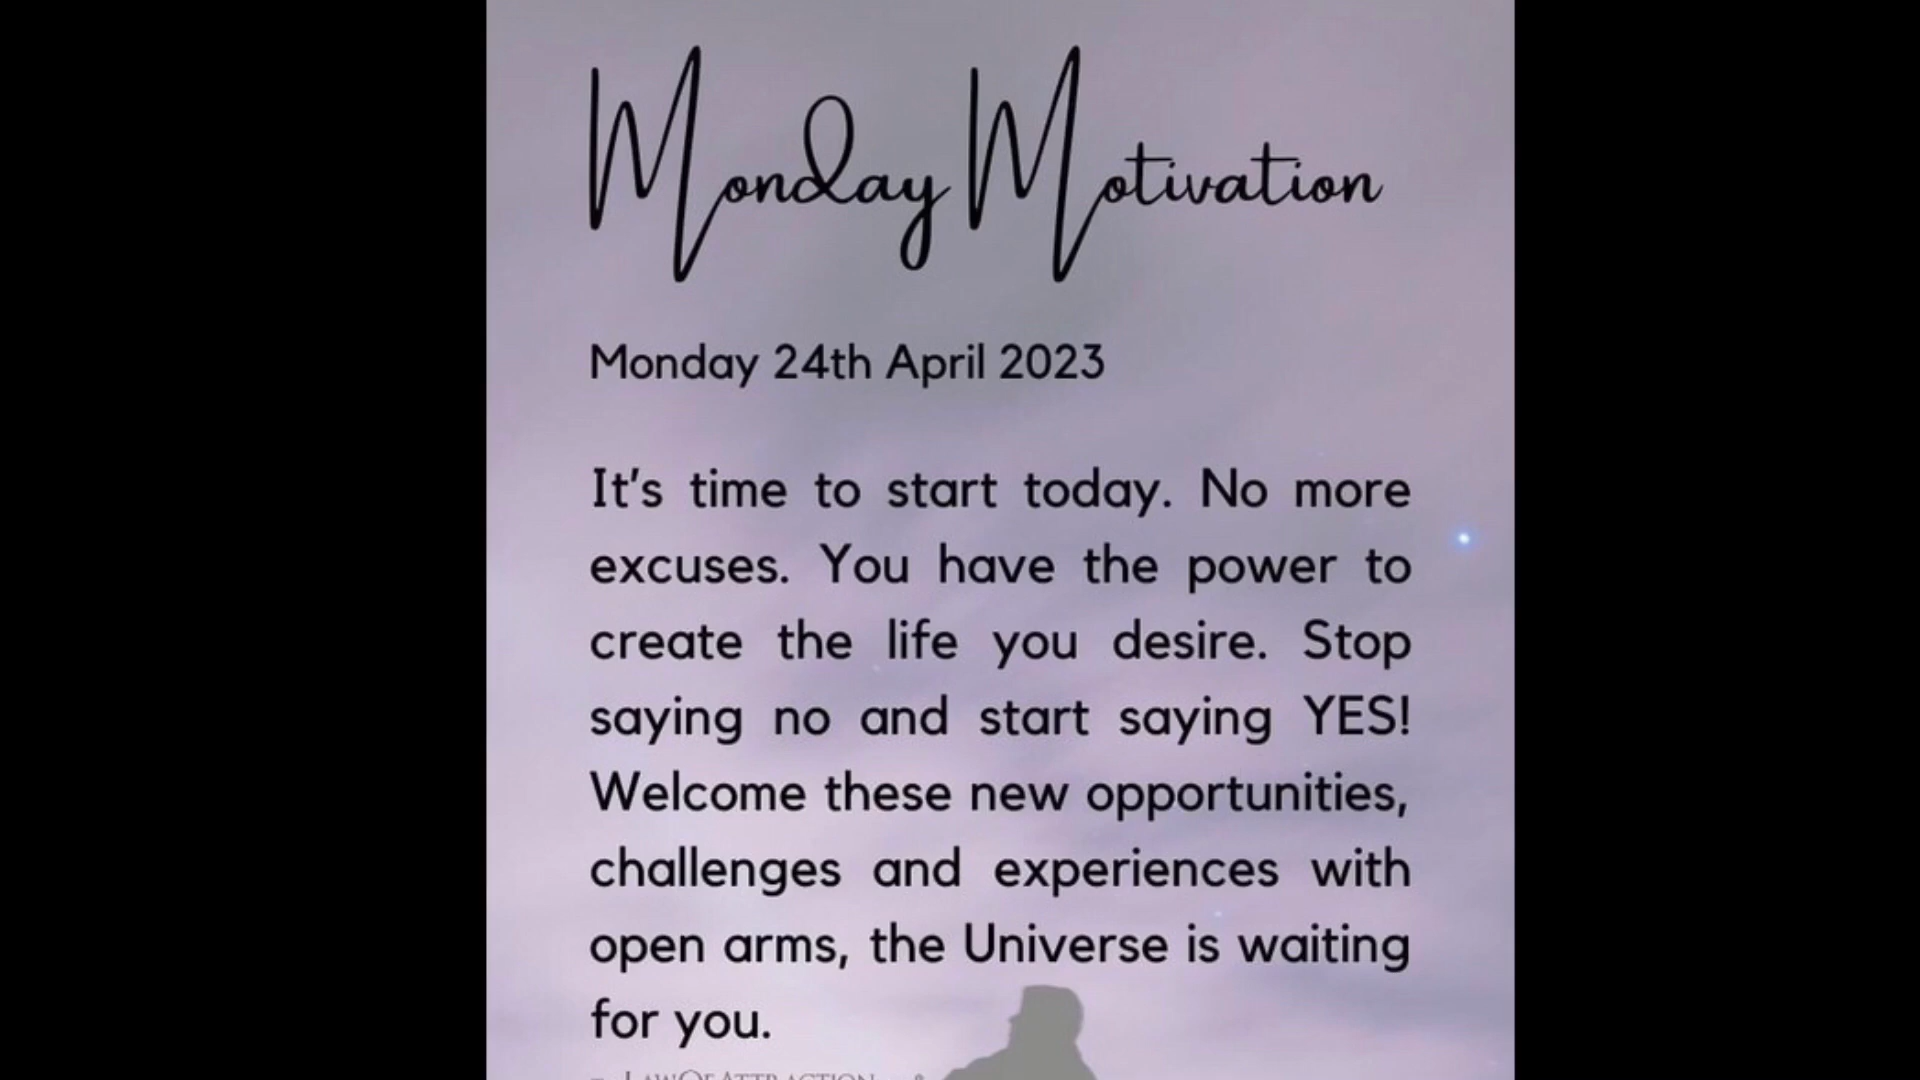 Monday Motivation
Monday 24th April 2023
It's time to start today. No more
excuses. You have the power to
create the life you desire. Stop
saying no and start saying YES!
Welcome these new opportunities,
challenges and experiences with
open arms, the Universe is waiting
for you.
LAWOFATTRACTION